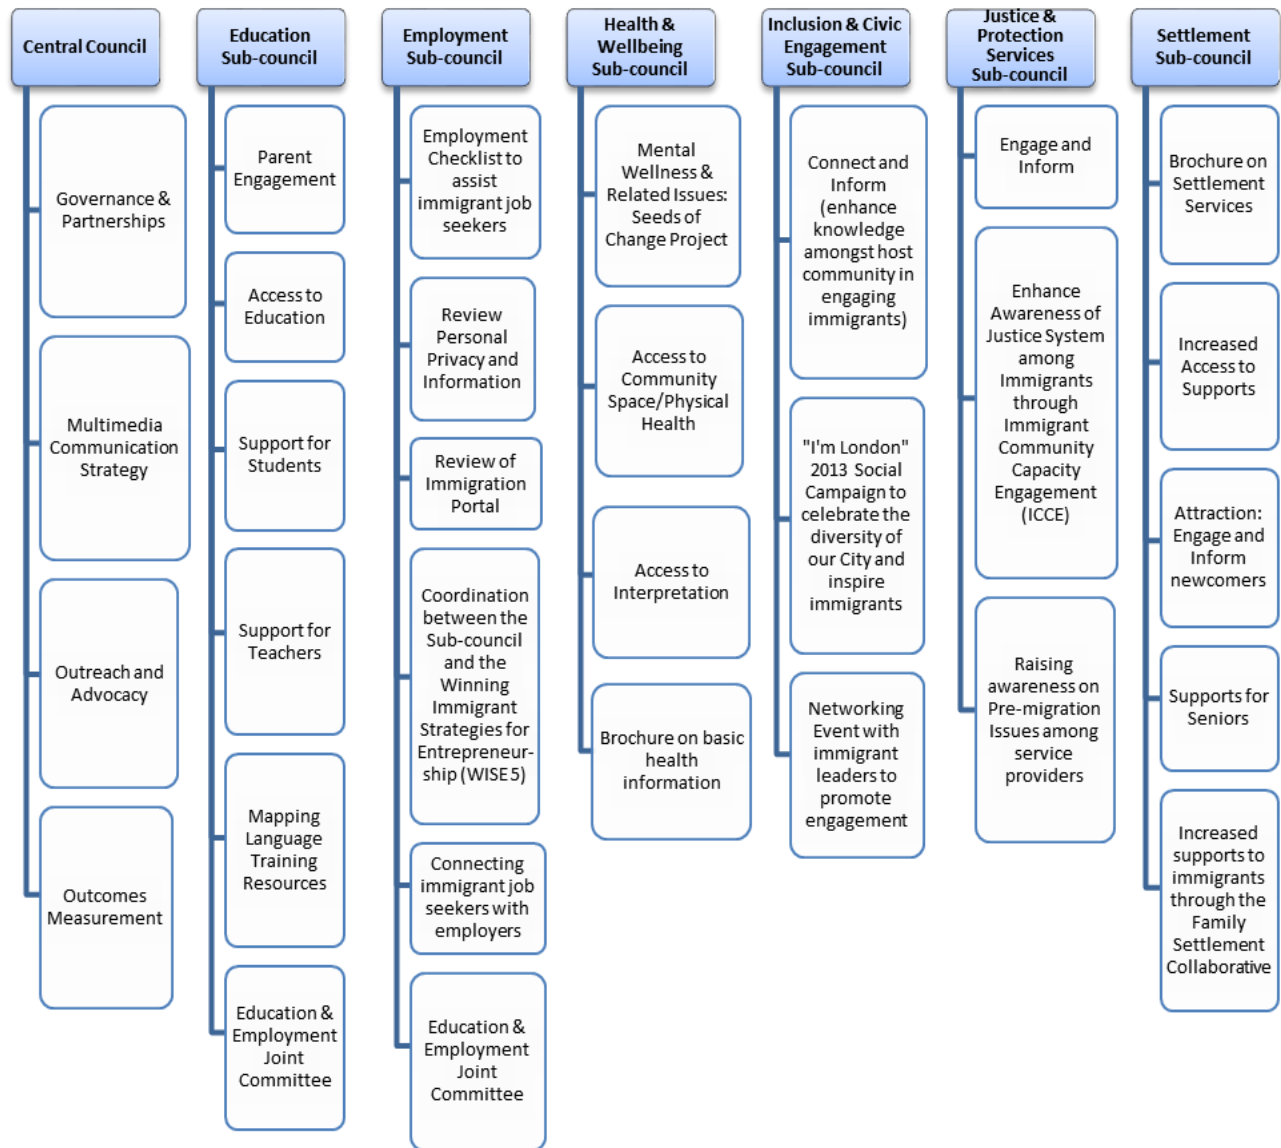 Central Council
Governance &
Partnerships
Multimedia
Communication
Strategy
Outreach and
Advocacy
Outcomes
Measurement
Education
Sub-council
Parent
Engagement
Access to
Education
Support for
Students
Support for
Teachers
Mapping
Language
Training
Resources
Education &
Employment
Joint
Committee
Employment
Sub-council
Employment
Checklist to
assist
immigrant job
seekers
Review
Personal
Privacy and
Information
Review of
Immigration
Portal
Coordination
between the
Sub-council
and the
Winning
Immigrant
Strategies for
Entrepreneur-
ship (WISE 5)
Connecting
immigrant job
seekers with
employers
Education &
Employment
Joint
Committee
Health &
Wellbeing
Sub-council
Mental
Wellness &
Related Issues:
Seeds of
Change Project
Access to
Community
Space/Physical
Health
Access to
Interpretation
Brochure on basic
health
information
Inclusion & Civic
Engagement
Sub-council
Connect and
Inform
(enhance
knowledge
amongst host
community in
engaging
immigrants)
"I'm London"
2013 Social
Campaign to
celebrate the
diversity of
our City and
inspire
immigrants
Networking
Event with
immigrant
leaders to
promote
engagement
Justice &
Protection
Services
Sub-council
Engage and
Inform
Enhance
Awareness of
Justice System
among
Immigrants
through
Immigrant
Community
Capacity
Engagement
(ICCE)
Raising
awareness on
Pre-migration
Issues among
service
providers
Settlement
Sub-council
Brochure on
Settlement
Services
Increased
Access to
Supports
Attraction:
Engage and
Inform
newcomers
Supports for
Seniors
Increased
supports to
immigrants
through the
Family
Settlement
Collaborative